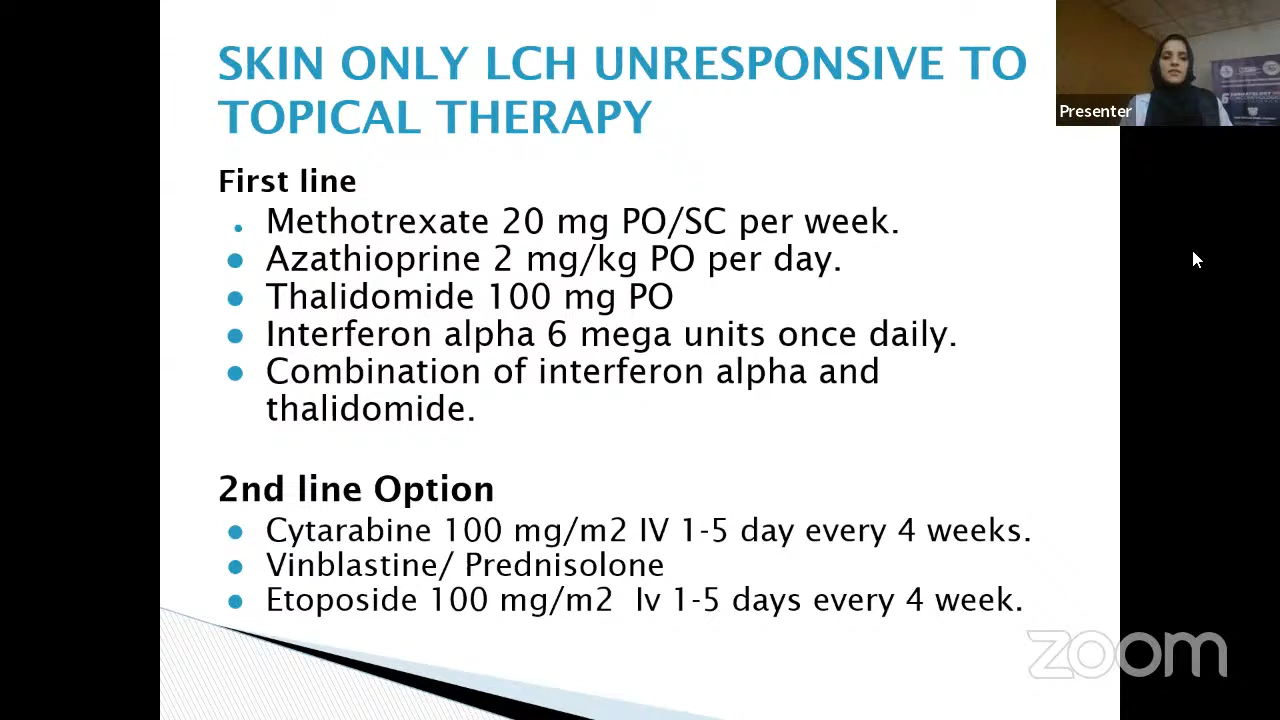 SKIN ONLY LCH UNRESPONSIVE TO
TOPICAL THERAPY
Presenter
First line
• Methotrexate 20 mg PO/SC per week.
• Azathioprine 2 mg/kg PO per day.
• Thalidomide 100 mg PO
• Interferon alpha 6 mega units once daily.
• Combination of interferon alpha and
thalidomide.
2nd line Option
• Cytarabine 100 mg/m2 IV 1-5 day every 4 weeks.
• Vinblastine/ Prednisolone
• Etoposide 100 mg/m2  Iv 1-5 days every 4 week.
zoom